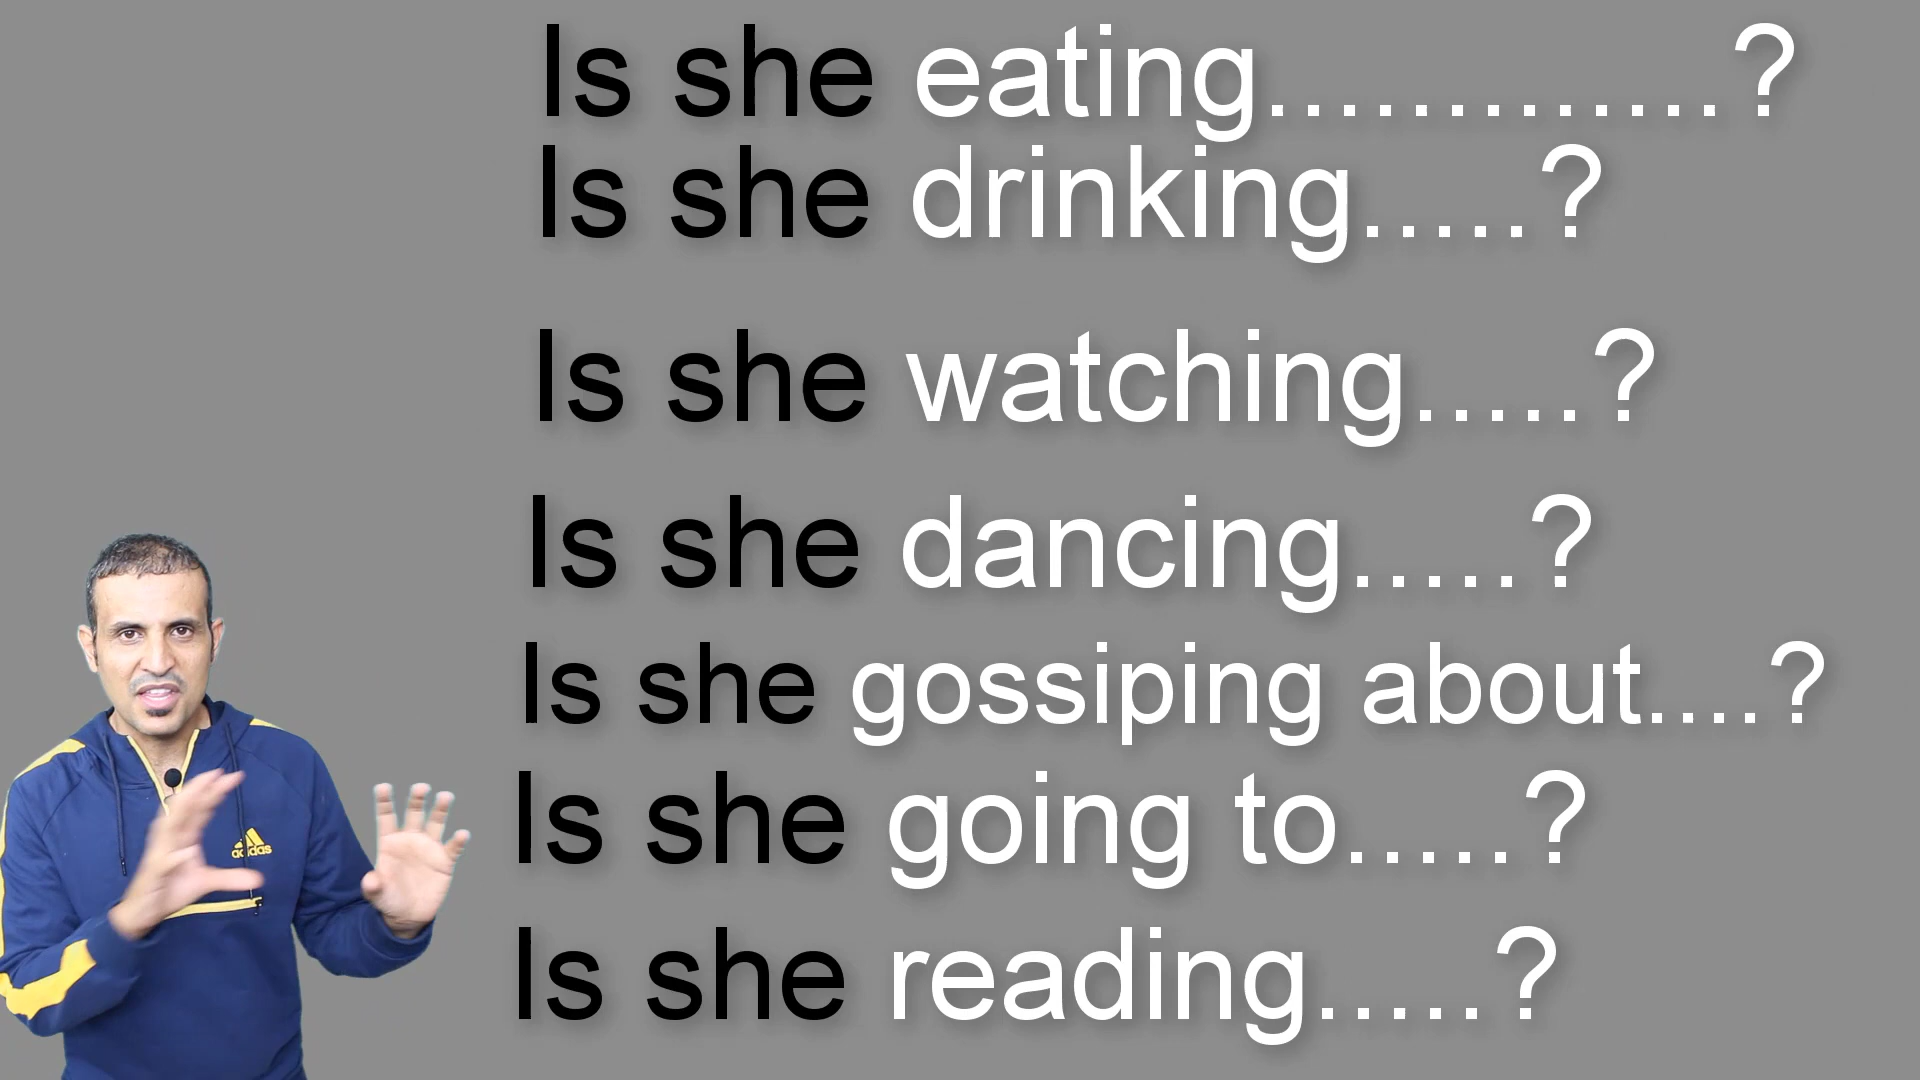 Is she eating.............?
Is she drinking.....?
Is she watching.....?
Is she dancing.....?
Is she gossiping about....?
Is she going to.....?
Is she reading.....?
adidas